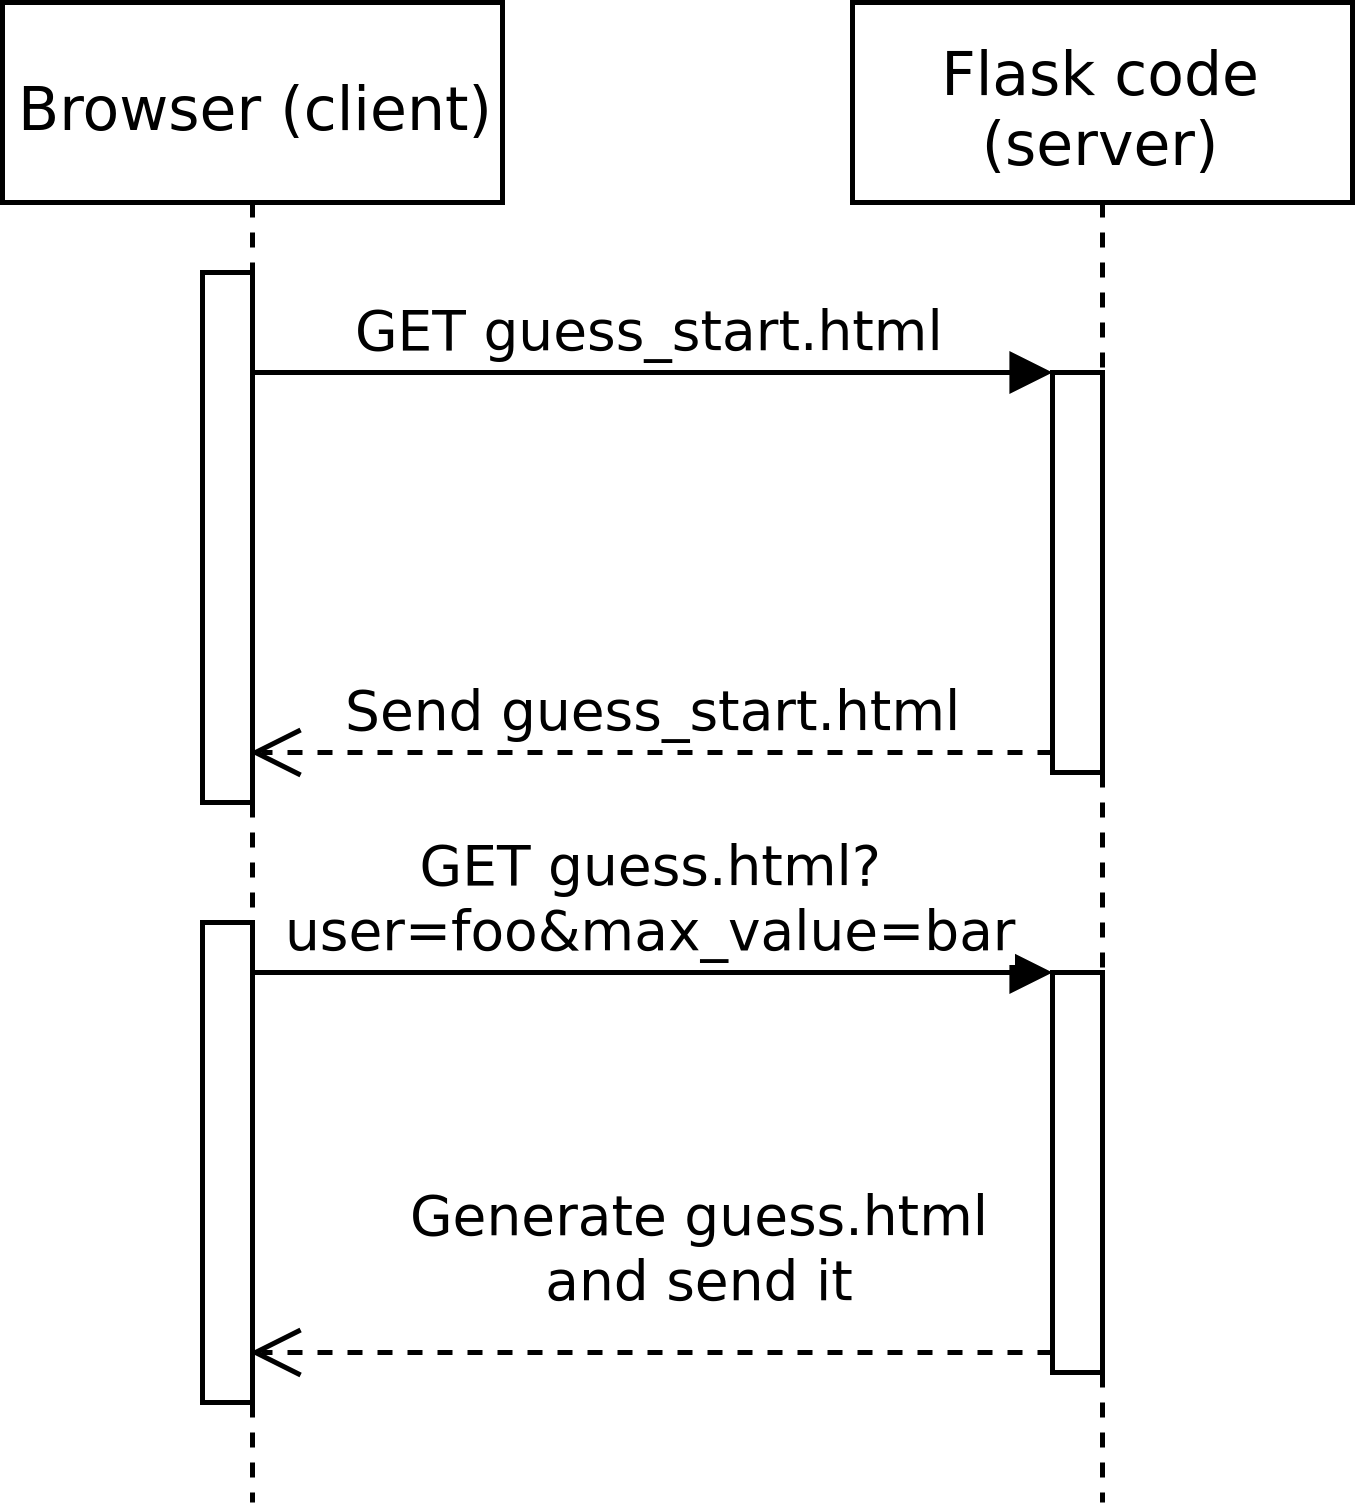 Browser (client)
Flask code
(server)
GET guess_start.html
Send guess_start.html
GET guess.html?
user=foo&max_value=bar
Generate guess.html
and send it